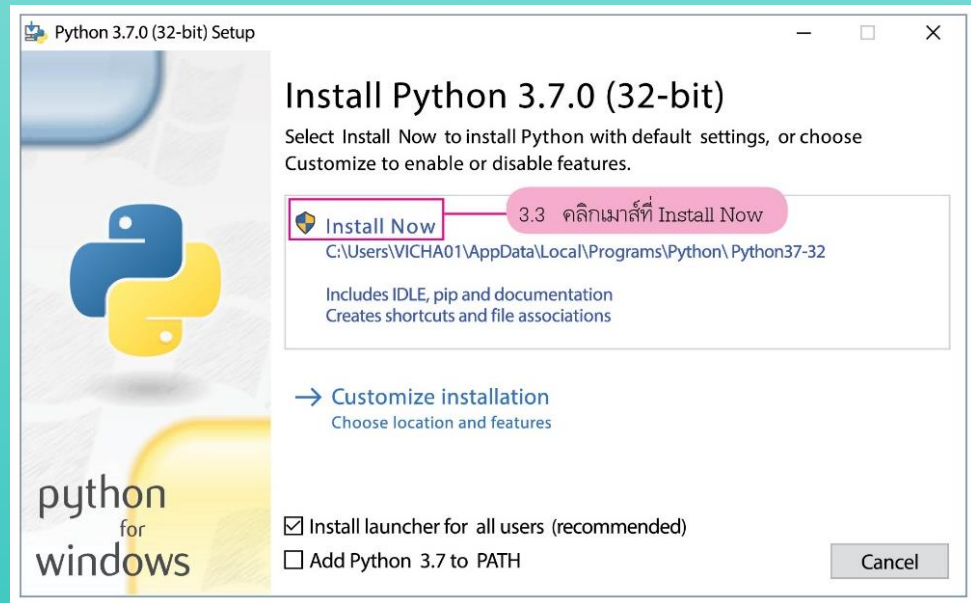 Python 3.7.0 (32-bit) Setup
Install Python 3.7.0 (32-bit)
Select Install Now to install Python with default settings, or choose
Customize to enable or disable features.
Install Now
3.3 คลิกเมาส์ที่ Install Now
C:\Users\VICHA01\AppData\Local\Programs\Python\ Python37-32
Includes IDLE, pip and documentation
Creates shortcuts and file associations
Customize installation
Choose location and features
python
for
windows
Install launcher for all users (recommended)
Add Python 3.7 to PATH
Cancel